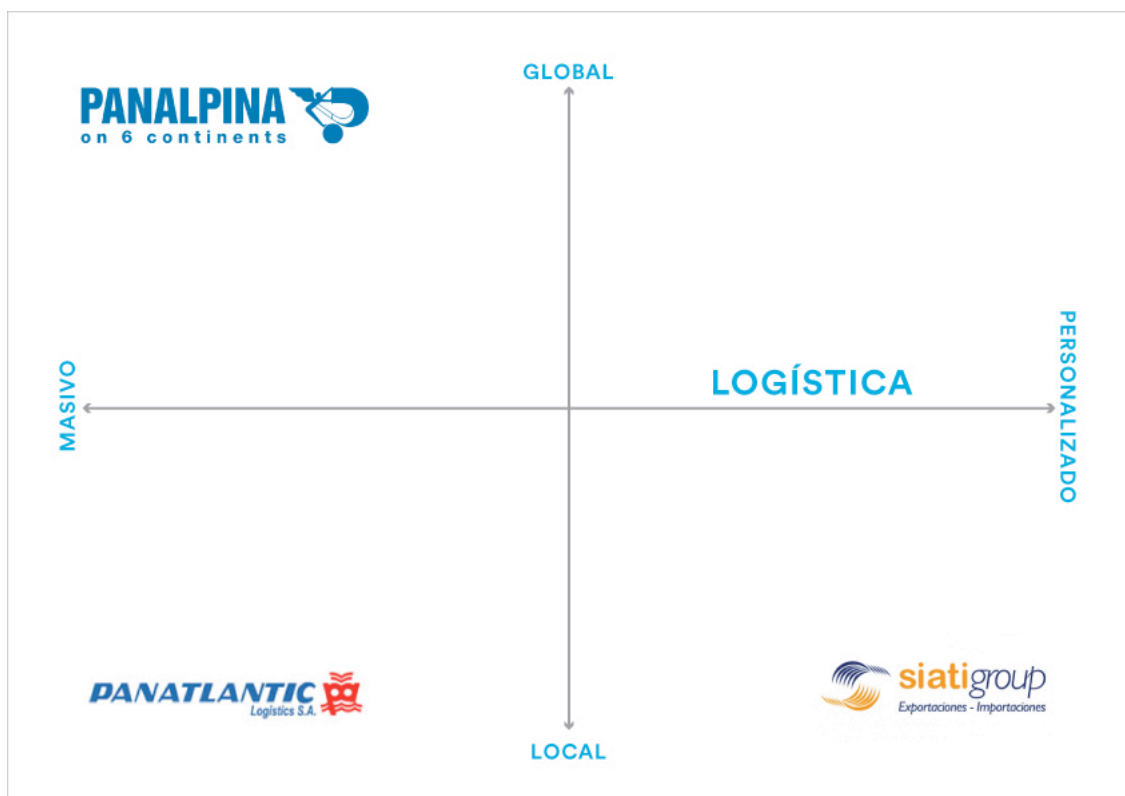 GLOBAL
PANALPINA
on 6 continents
PERSONALIZADO
MASIVO
LOGÍSTICA
PANATLANTIC
Logistics S.A.
siatigroup
Exportaciones - Importaciones
LOCAL